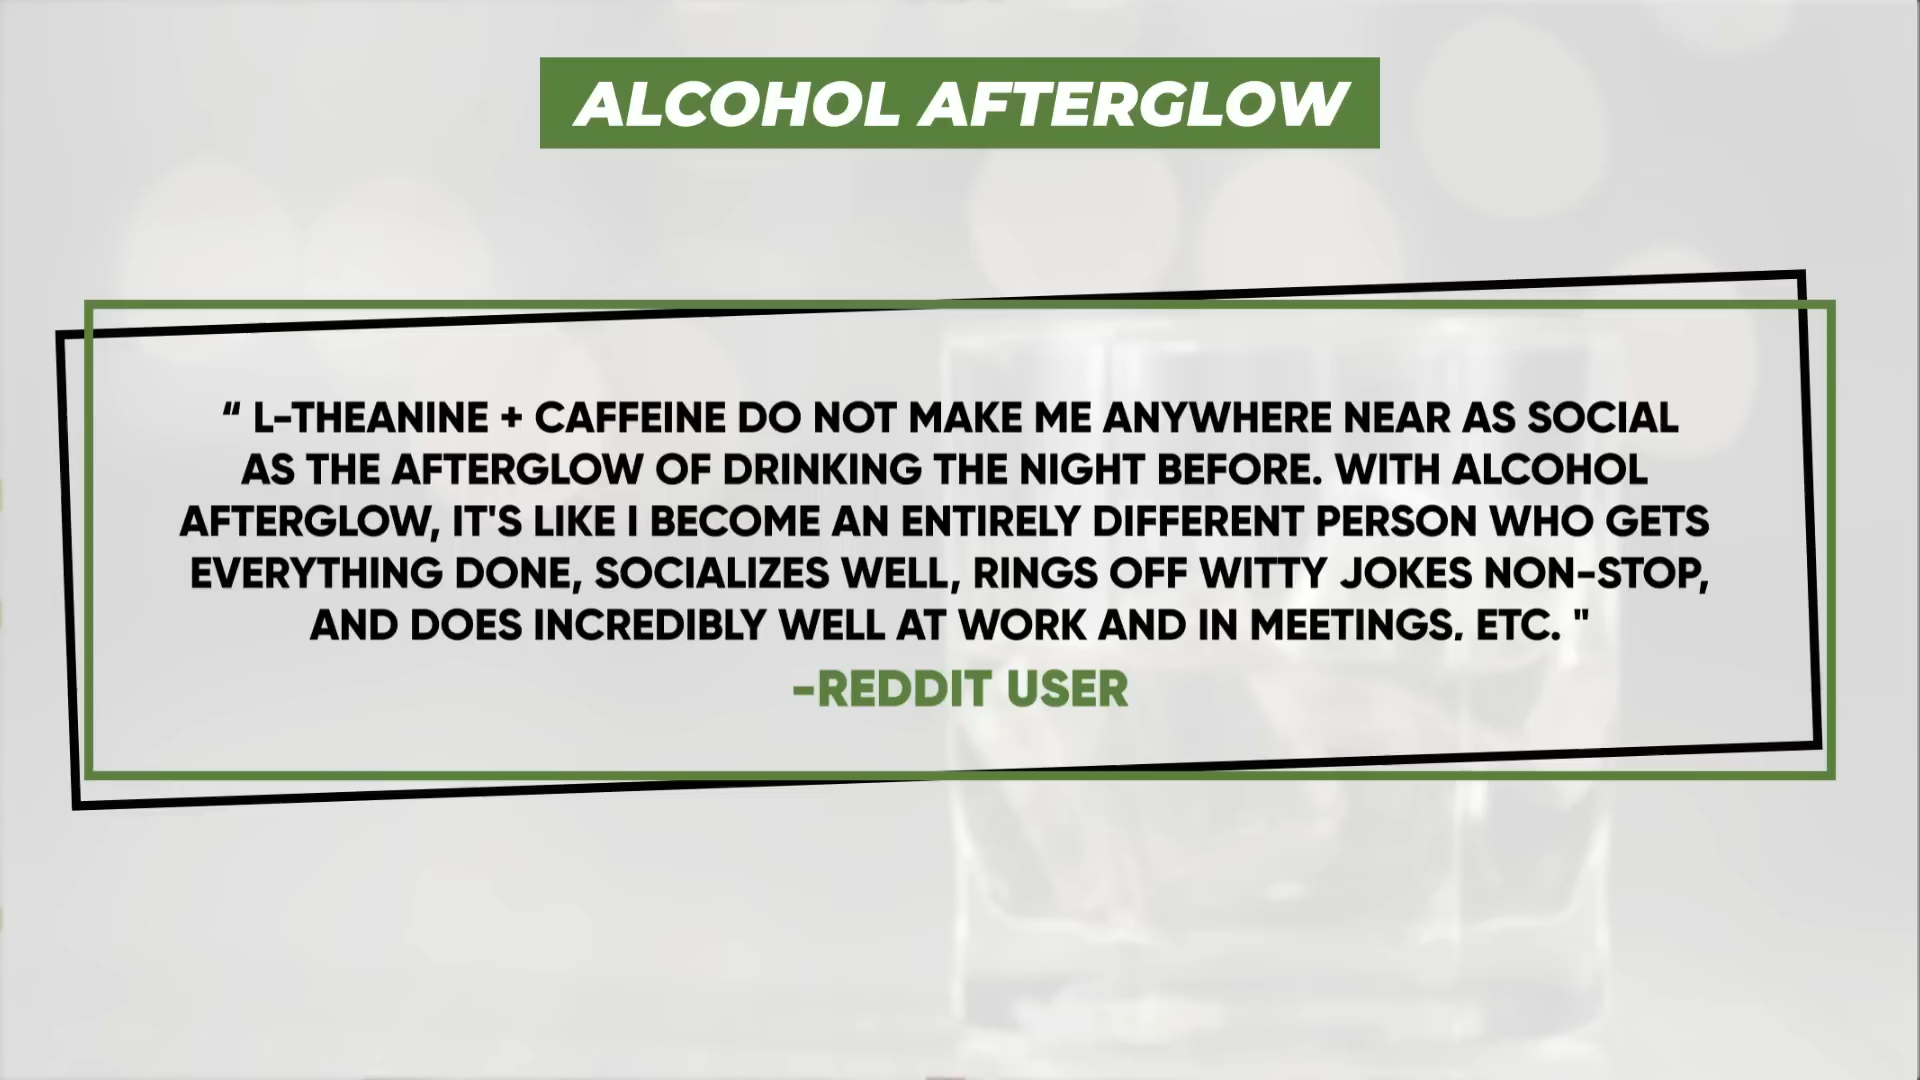 ALCOHOL AFTERGLOW
“ L-THEANINE + CAFFEINE DO NOT MAKE ME ANYWHERE NEAR AS SOCIAL
AS THE AFTERGLOW OF DRINKING THE NIGHT BEFORE. WITH ALCOHOL
AFTERGLOW, IT'S LIKE I BECOME AN ENTIRELY DIFFERENT PERSON WHO GETS
EVERYTHING DONE, SOCIALIZES WELL, RINGS OFF WITTY JOKES NON-STOP,
AND DOES INCREDIBLY WELL AT WORK AND IN MEETINGS, ETC. "
-REDDIT USER